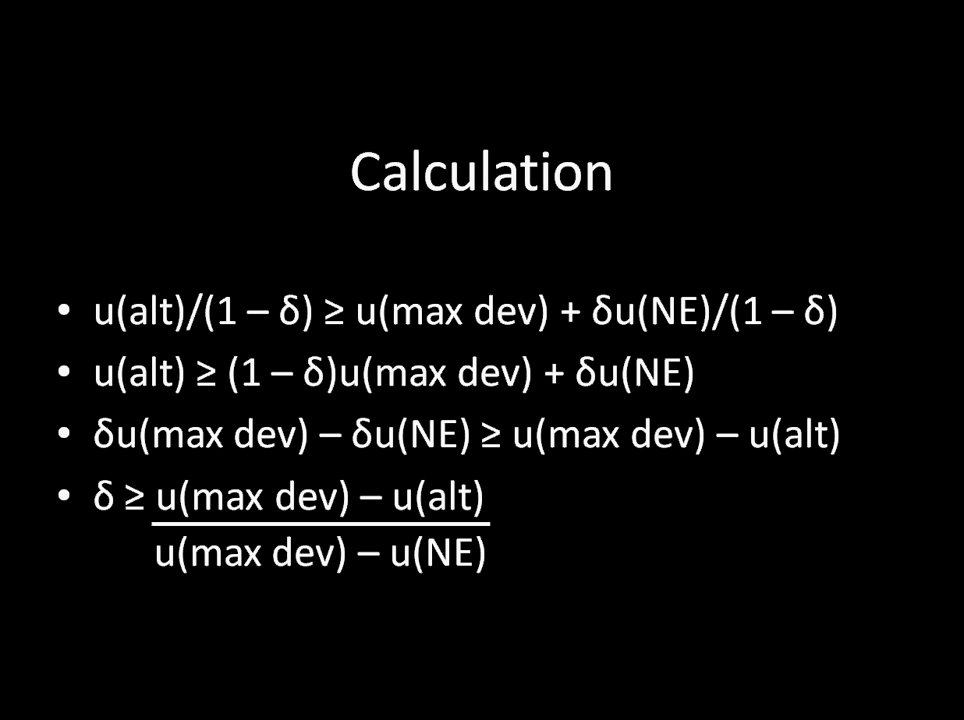 Calculation
• u(alt)/(1 – δ) ≥ u(max dev) + δu(NE)/(1 – δ)
• u(alt) ≥ (1 – δ)u(max dev) + δu(NE)
• δu(max dev) – δu(NE) ≥ u(max dev) – u(alt)
• δ ≥ u(max dev) – u(alt)
u(max dev) – u(NE)